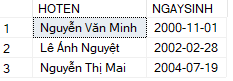 HOTEN NGAYSINH
1 Nguyễn Văn Minh 2000-11-01
2 Lê Ánh Nguyệt 2002-02-28
3 Nguyễn Thị Mai 2004-07-19